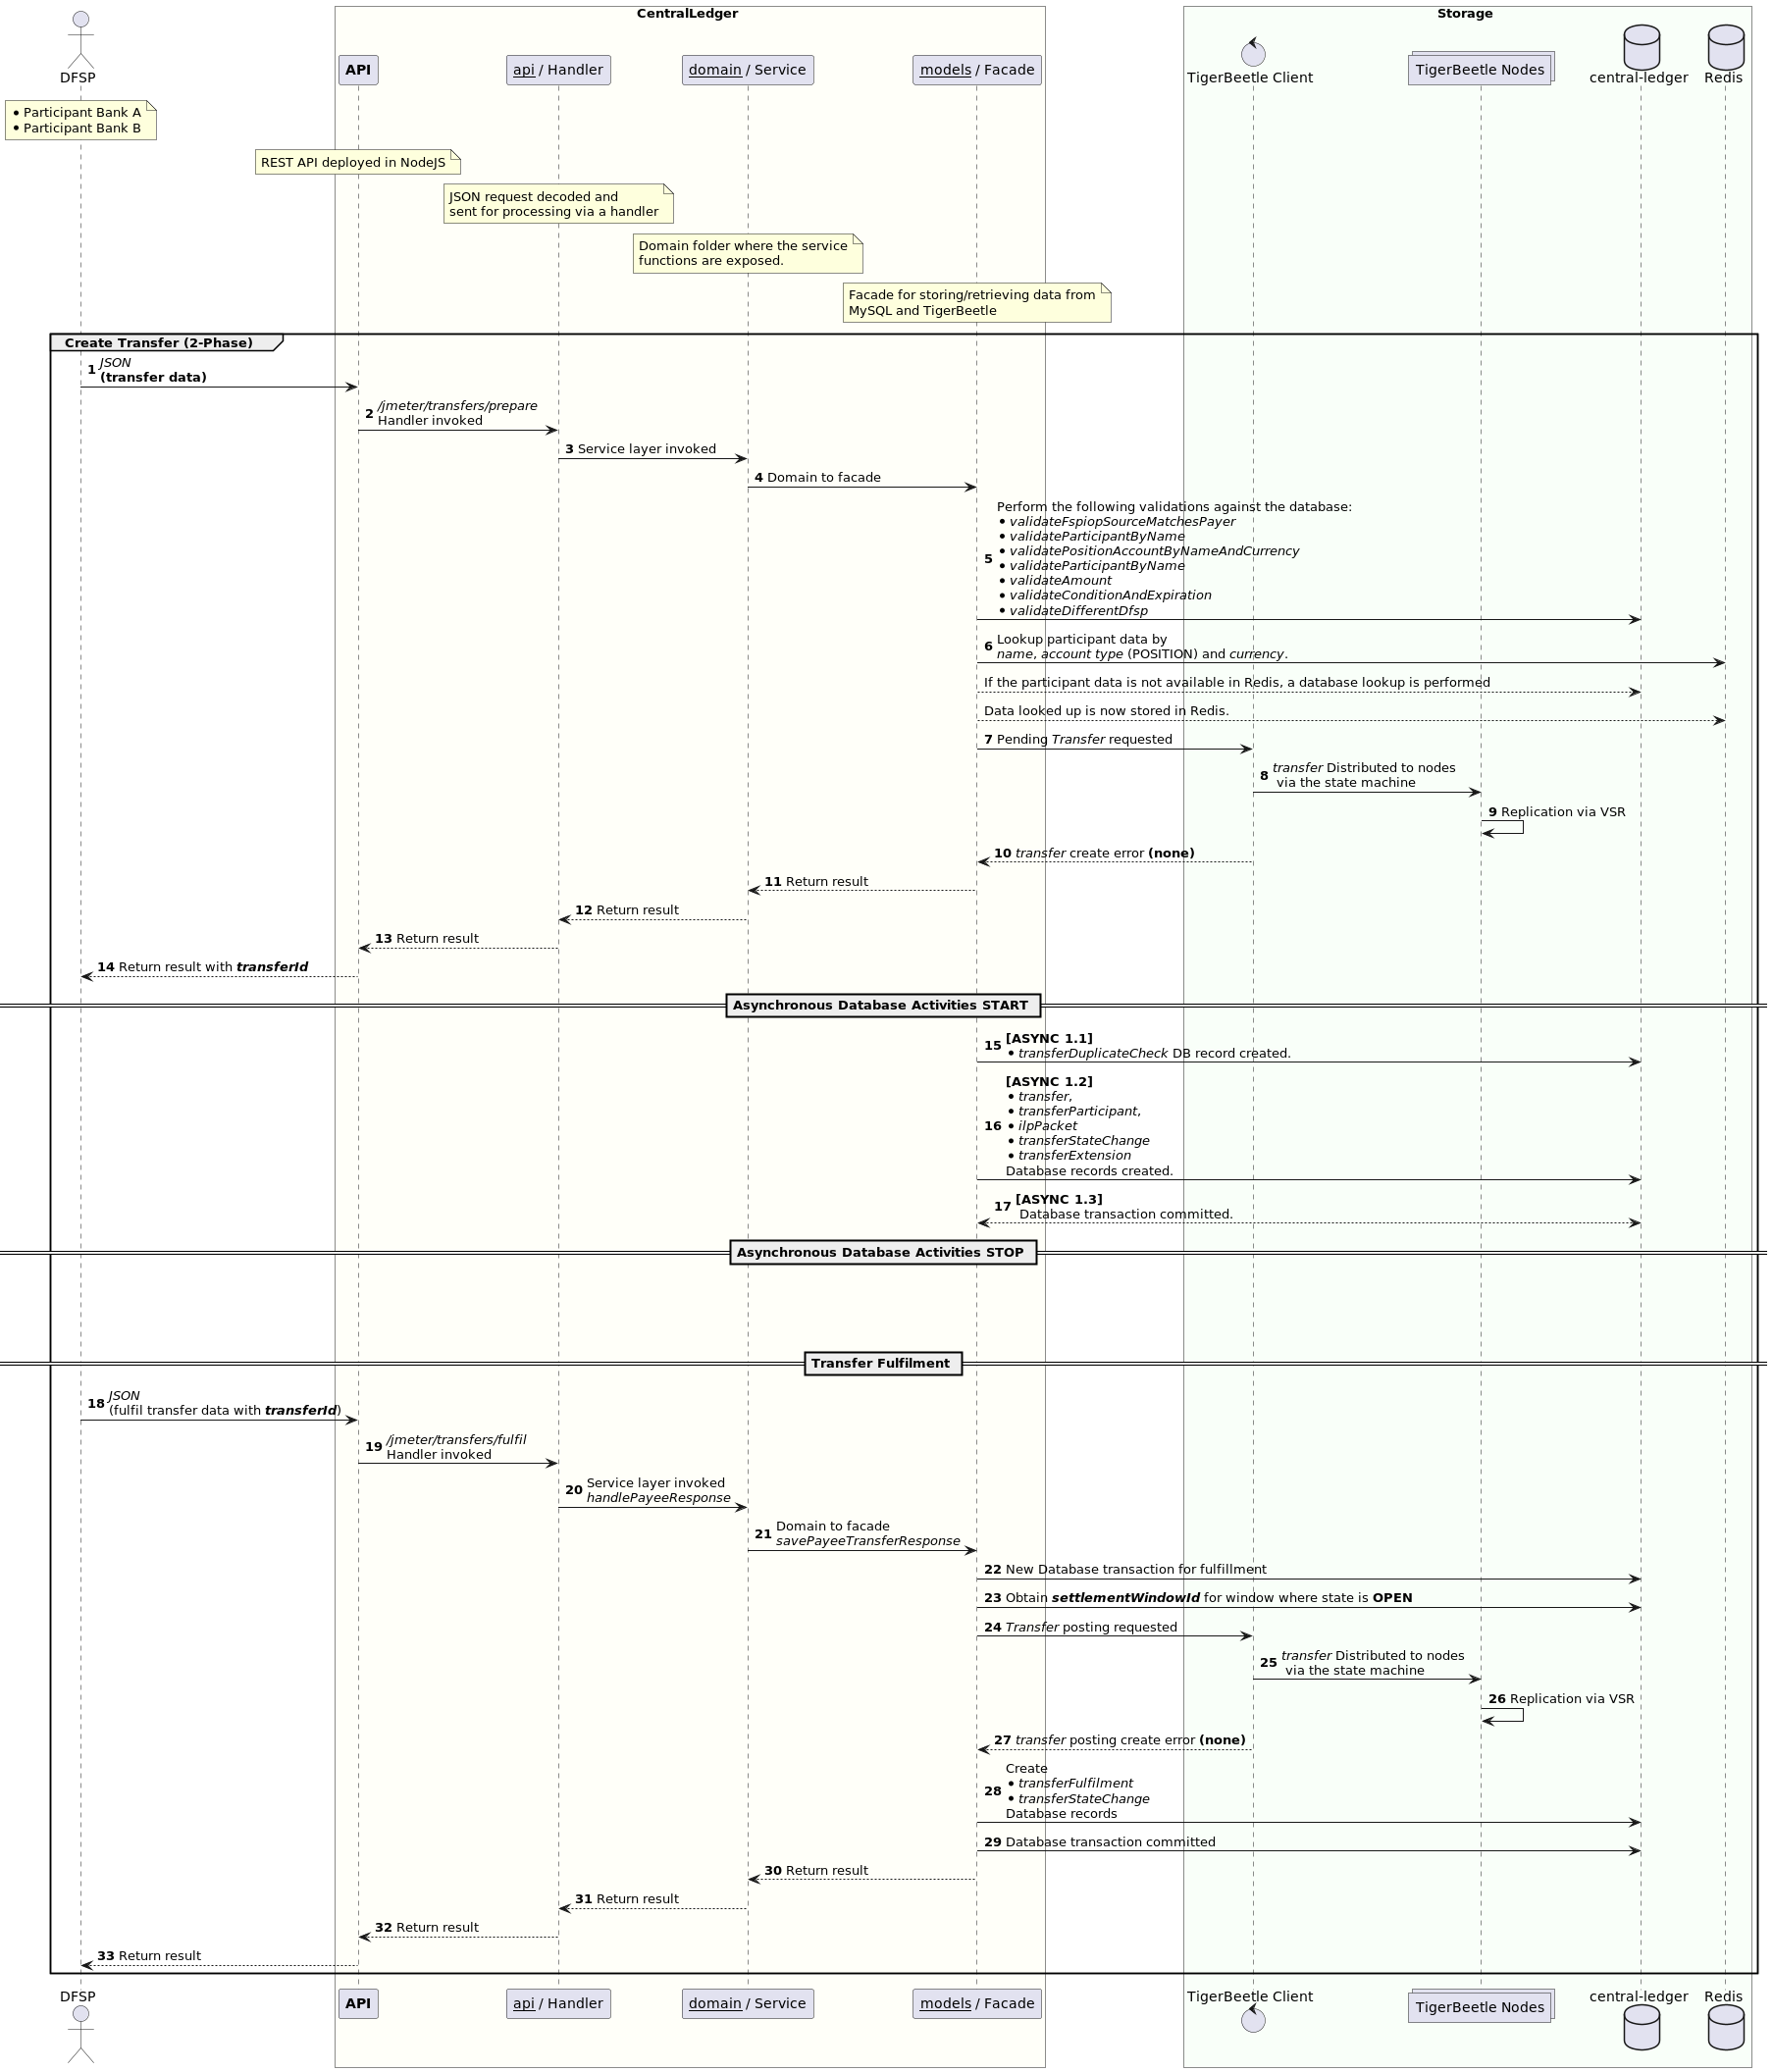 CentralLedger
Storage
DFSP
API
api / Handler
domain / Service
models / Facade
TigerBeetle Client
TigerBeetle Nodes
central-ledger
Redis
• Participant Bank A
• Participant Bank B
REST API deployed in NodeJS
JSON request decoded and
sent for processing via a handler
Domain folder where the service
functions are exposed.
Facade for storing/retrieving data from
MySQL and TigerBeetle
Create Transfer (2-Phase)
1 JSON
(transfer data)
2 /jmeter/transfers/prepare
Handler invoked
3 Service layer invoked
4 Domain to facade
Perform the following validations against the database:
• validateFspiopSourceMatchesPayer
• validateParticipantByName
• validatePositionAccountByNameAndCurrency
5 • validateParticipantByName
• validateAmount
• validateConditionAndExpiration
• validateDifferentDfsp
6 Lookup participant data by
name, account type (POSITION) and currency.
If the participant data is not available in Redis, a database lookup is performed
Data looked up is now stored in Redis.
7 Pending Transfer requested
8 transfer Distributed to nodes
via the state machine
9 Replication via VSR
10 transfer create error (none)
11 Return result
12 Return result
13 Return result
14 Return result with transferId
Asynchronous Database Activities START
15 [ASYNC 1.1]
• transferDuplicateCheck DB record created.
[ASYNC 1.2]
• transfer,
• transferParticipant,
16 • ilpPacket
• transferStateChange
• transferExtension
Database records created.
17 [ASYNC 1.3]
Database transaction committed.
Asynchronous Database Activities STOP
Transfer Fulfilment
18 JSON
(fulfil transfer data with transferId)
19 /jmeter/transfers/fulfil
Handler invoked
20 Service layer invoked
handlePayeeResponse
21 Domain to facade
savePayeeTransferResponse
22 New Database transaction for fulfillment
23 Obtain settlementWindowId for window where state is OPEN
24 Transfer posting requested
25 transfer Distributed to nodes
via the state machine
26 Replication via VSR
27 transfer posting create error (none)
Create
28 • transferFulfilment
• transferStateChange
Database records
29 Database transaction committed
30 Return result
31 Return result
32 Return result
33 Return result
DFSP
API
api / Handler
domain / Service
models / Facade
TigerBeetle Client
TigerBeetle Nodes
central-ledger
Redis